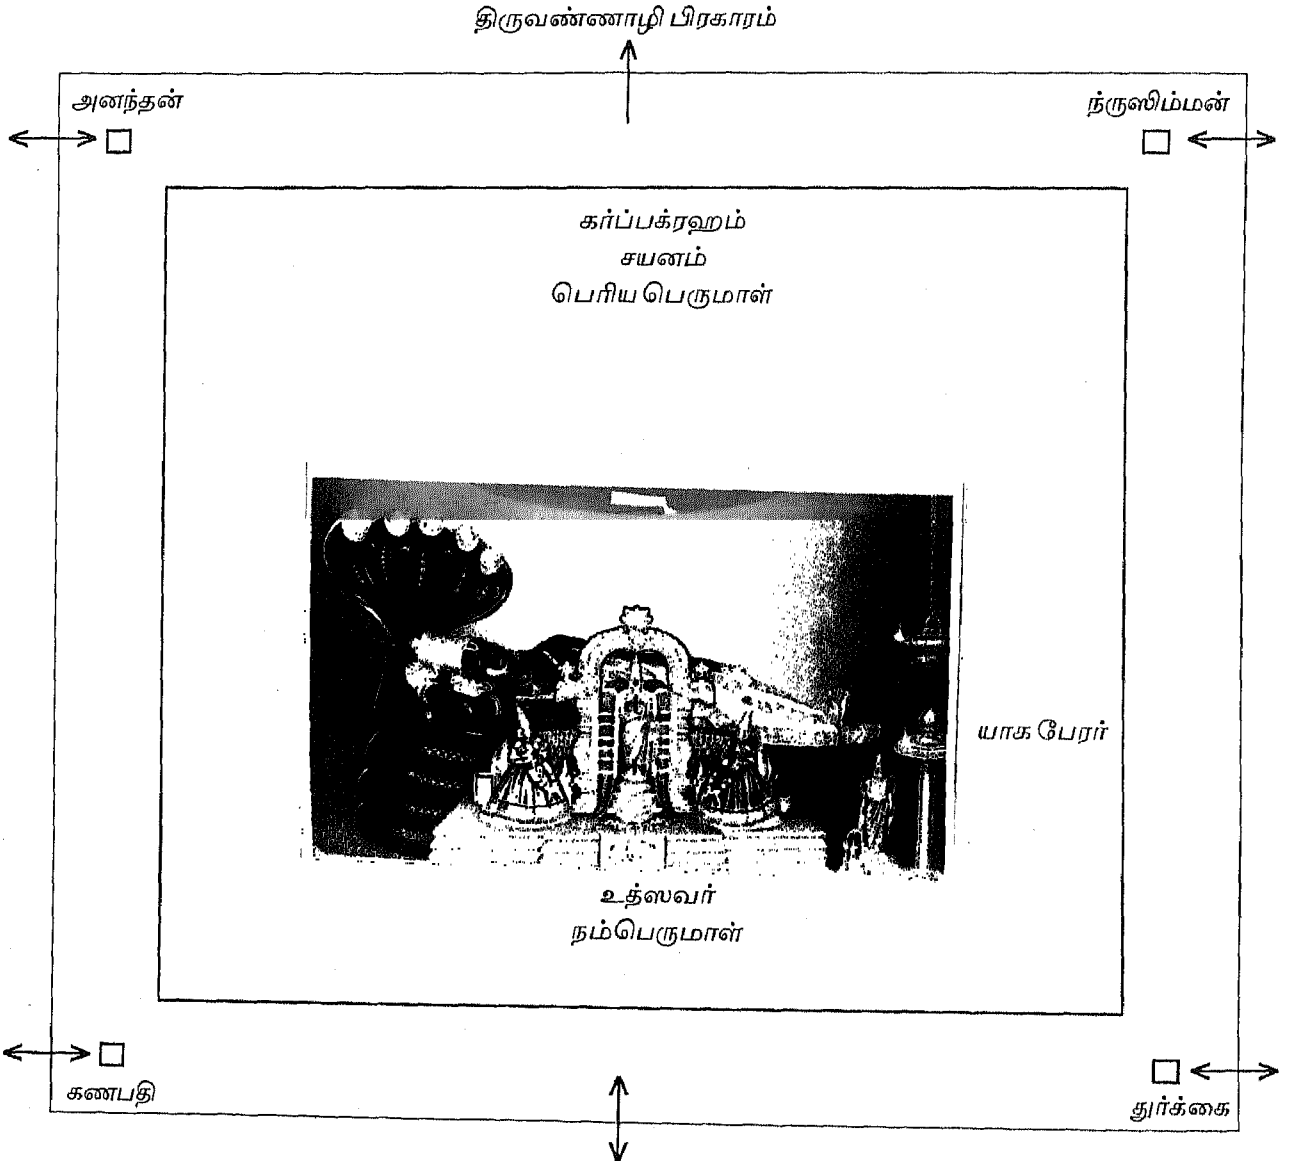 திருவண்ணாழி பிரகாரம்
அனந்தன்
ந்ருஸிம்மன்
கர்ப்பக்ரஹம்
சயனம்
பெரிய பெருமாள்
யாக பேரர்
உத்ஸவர்
நம்பெருமாள்
கணபதி
துர்க்கை